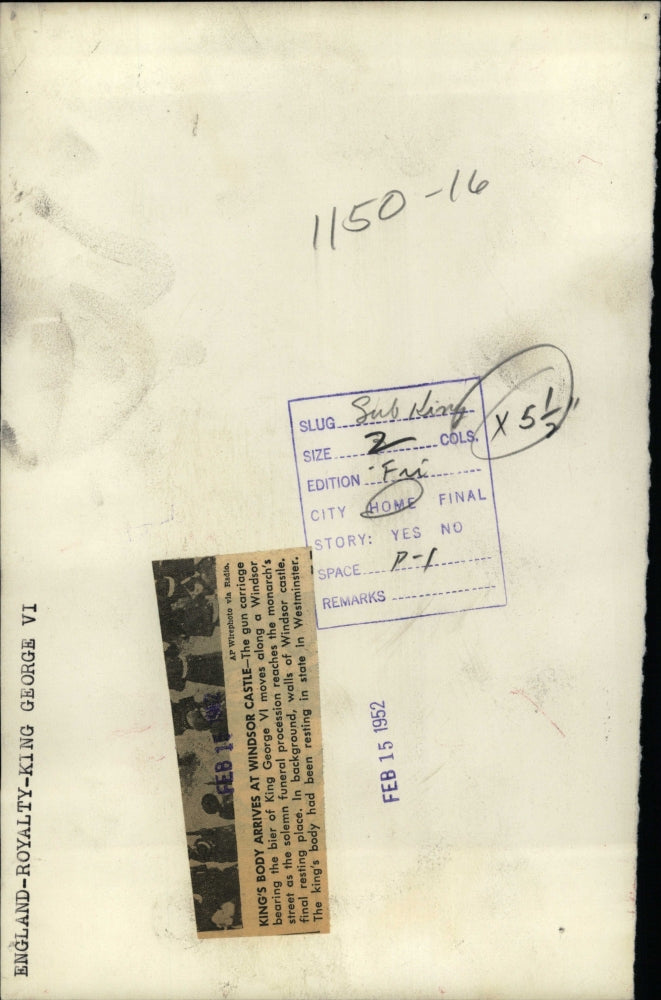 1150-16
SLUG Sub King
SIZE 2 COLS. X 5 1/2"
EDITION Fri
CITY HOME FINAL
STORY: YES NO
SPACE P-1
REMARKS
AP Wirephoto via Radio.
KING'S BODY ARRIVES AT WINDSOR CASTLE—The gun carriage
bearing the bier of King George VI moves along a Windsor
street as the solemn funeral procession reaches the monarch's
final resting place. In background, walls of Windsor castle.
The king's body had been resting in state in Westminster.
FEB 15 1952
ENGLAND-ROYALTY-KING GEORGE VI